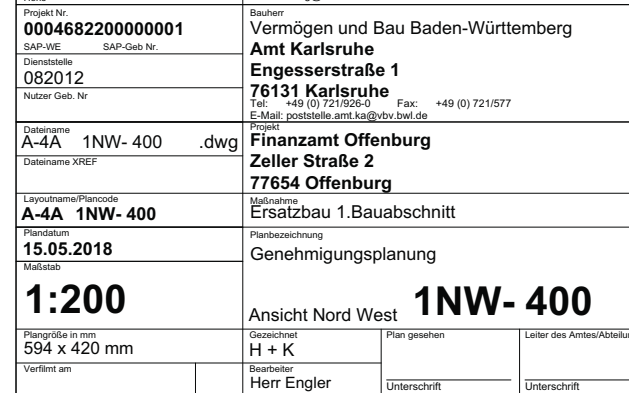 Projekt Nr.
0004682200000001
SAP-WE SAP-Geb Nr.
Dienststelle
082012
Nutzer Geb. Nr
Dateiname
A-4A 1NW- 400 .dwg
Dateiname XREF
Layoutname/Plancode
A-4A 1NW- 400
Plandatum
15.05.2018
Maßstab
1:200
Plangröße in mm
594 x 420 mm
Verfilmt am
Bauherr
Vermögen und Bau Baden-Württemberg
Amt Karlsruhe
Engesserstraße 1
76131 Karlsruhe
Tel: +49 (0) 721/926-0 Fax: +49 (0) 721/577
E-Mail: poststelle.amt.ka@vbv.bwl.de
Projekt
Finanzamt Offenburg
Zeller Straße 2
77654 Offenburg
Maßnahme
Ersatzbau 1.Bauabschnitt
Planbezeichnung
Genehmigungsplanung
Ansicht Nord West 1NW- 400
Gezeichnet
H + K
Bearbeiter
Herr Engler
Plan gesehen
Unterschrift
Leiter des Amtes/Abteilun
Unterschrift